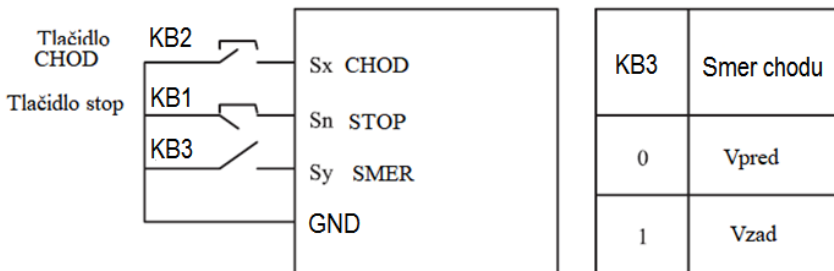 Tlačidlo
CHOD
KB2
Sx CHOD
Tlačidlo stop
KB1
Sn STOP
KB3
Sy SMER
GND
KB3 Smer chodu
0 Vpred
1 Vzad